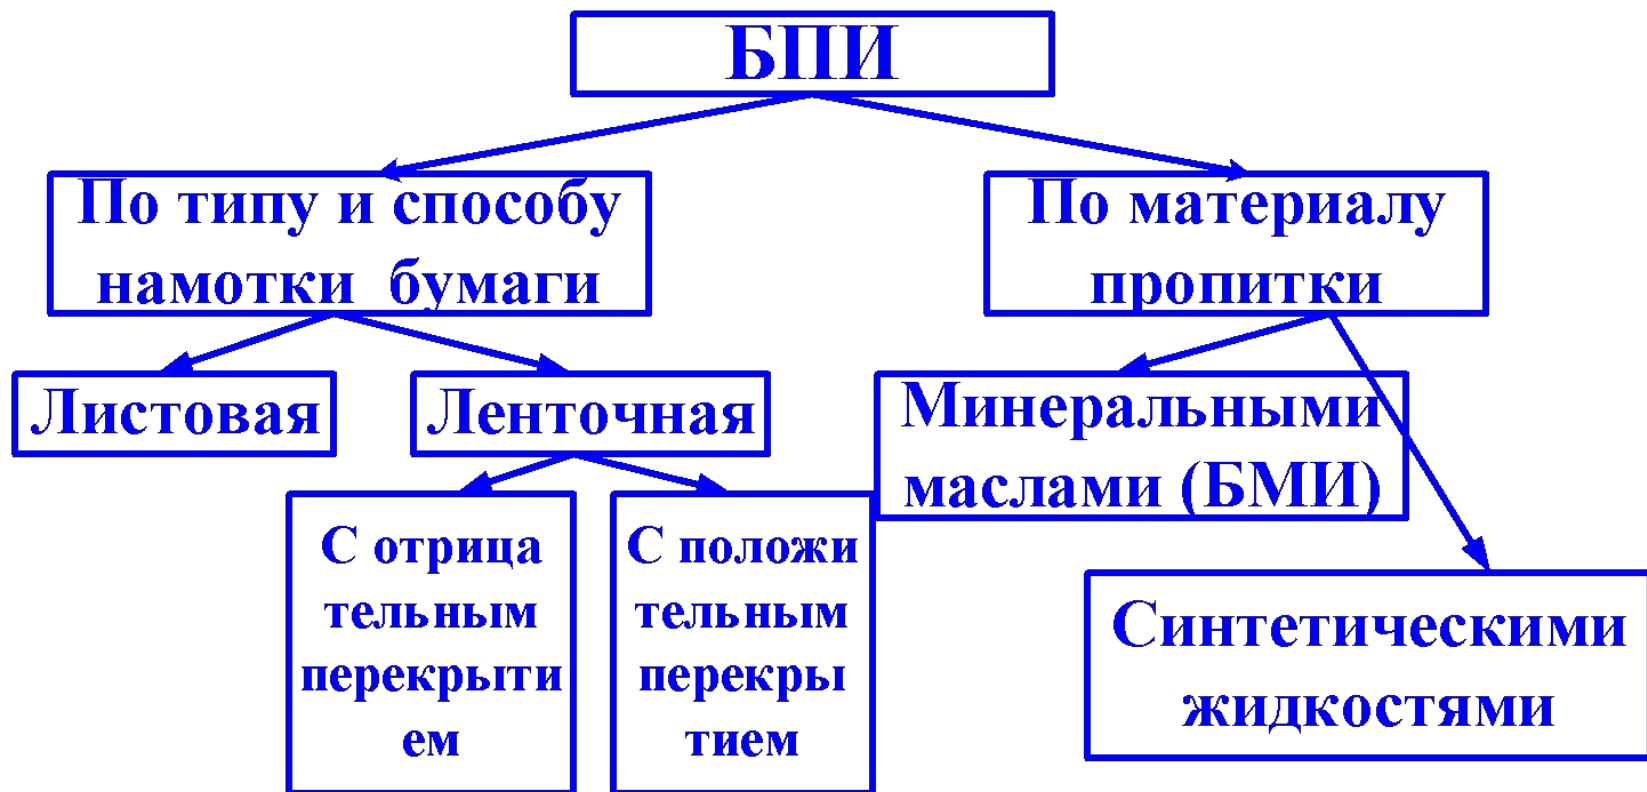 БПИ
По типу и способу
намотки бумаги
По материалу
пропитки
Листовая
Ленточная
Минеральными
маслами (БМИ)
С отрица
тельным
перекрыти
ем
С положи
тельным
перекры
тием
Синтетическими
жидкостями